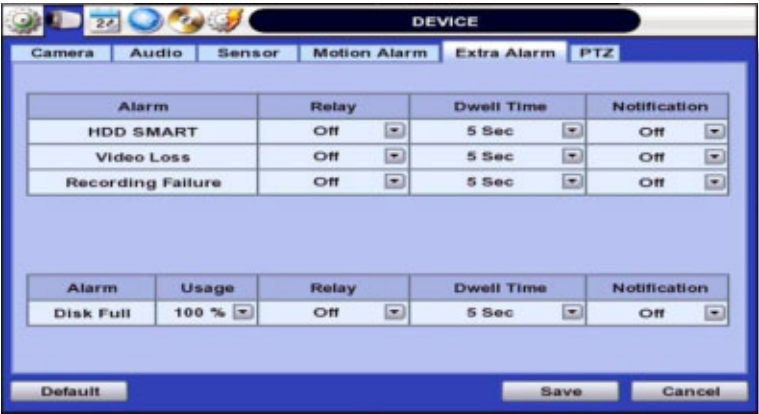 DEVICE
Camera Audio Sensor Motion Alarm Extra Alarm PTZ
Alarm Relay Dwell Time Notification
HDD SMART Off 5 Sec Off
Video Loss Off 5 Sec Off
Recording Failure Off 5 Sec Off
Alarm Usage Relay Dwell Time Notification
Disk Full 100 % Off 5 Sec Off
Default Save Cancel